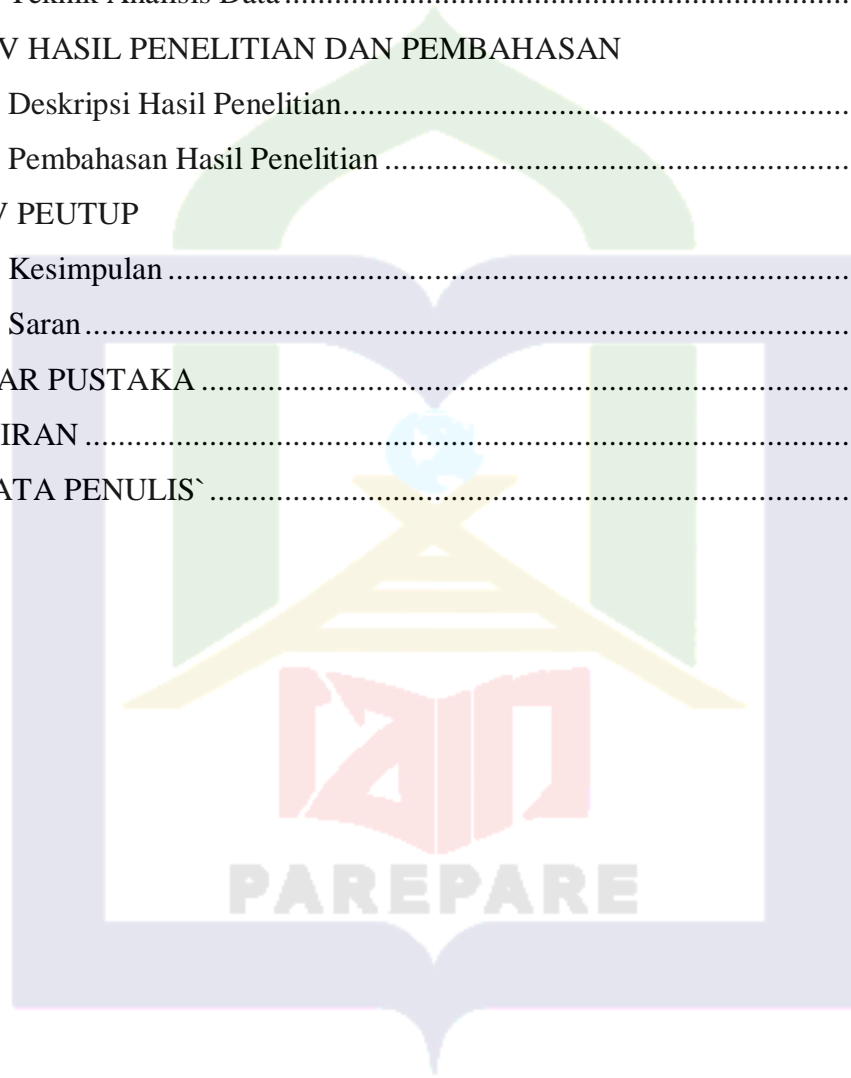 Teknik Analisis Data....................................................................
V HASIL PENELITIAN DAN PEMBAHASAN
Deskripsi Hasil Penelitian....................................................................
Pembahasan Hasil Penelitian ....................................................................
V PEUTUP
Kesimpulan ....................................................................
Saran....................................................................
AR PUSTAKA ....................................................................
IRAN ....................................................................
ATA PENULIS` ....................................................................
iain
PAREPARE